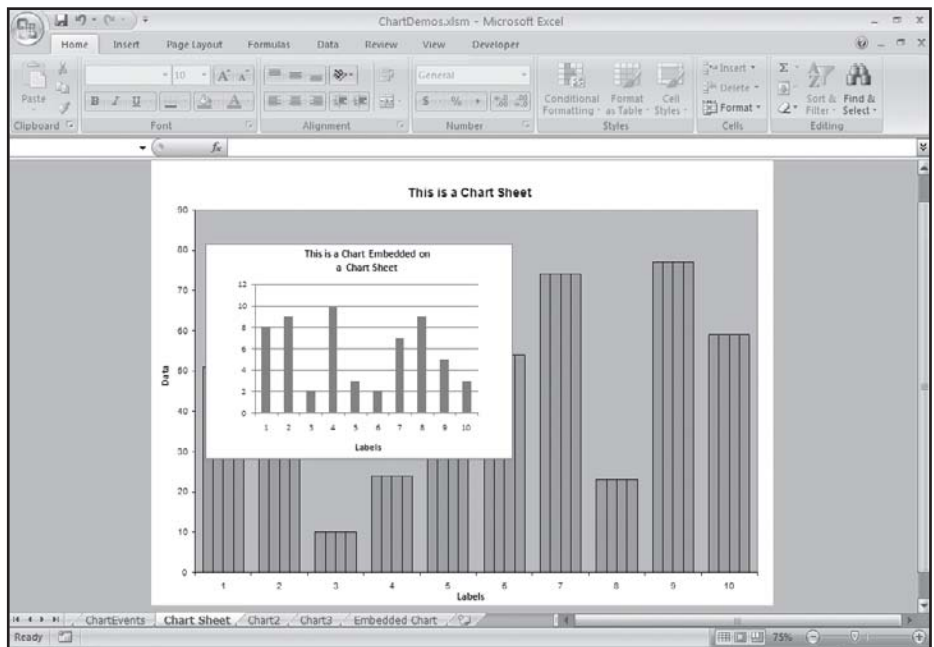 ChartDemos.xlsm - Microsoft Excel
Home Insert Page Layout Formulas Data Review View Developer
Paste
10
A A
General
Conditional Formatting
Format as Table
Cell Styles
Insert
Delete
Format
Σ
Sort & Filter
Find & Select
B I U
A
$ % ,
Clipboard Font Alignment Number Styles Cells Editing
fx
This is a Chart Sheet
90
80
70
60
50
40
30
20
10
0
Data
This is a Chart Embedded on
a Chart Sheet
12
10
8
6
4
2
0
1 2 3 4 5 6 7 8 9 10
Labels
1 2 3 4 5 6 7 8 9 10
Labels
ChartEvents Chart Sheet Chart2 Chart3 Embedded Chart
Ready 75%